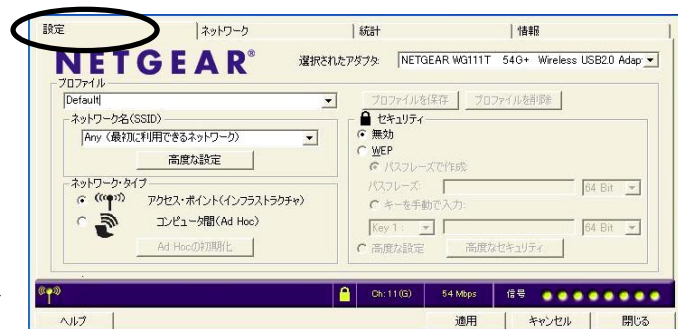 設定 ネットワーク 統計 情報
NETGEAR® 選択されたアダプタ: NETGEAR WG111T 54G+ Wireless USB2.0 Adap
プロファイル
Default
プロファイルを保存 プロファイルを削除
ネットワーク名(SSID)
Any (最初に利用できるネットワーク)
高度な設定
セキュリティ
無効
WEP
パスフレーズで作成:
パスフレーズ: 64 Bit
キーを手動で入力:
Key 1 : 64 Bit
高度な設定 高度なセキュリティ
ネットワーク・タイプ
アクセス・ポイント(インフラストラクチャ)
コンピュータ間(Ad Hoc)
Ad Hocの初期化
Ch: 11 (G) 54 Mbps 信号
ヘルプ 適用 キャンセル 閉じる